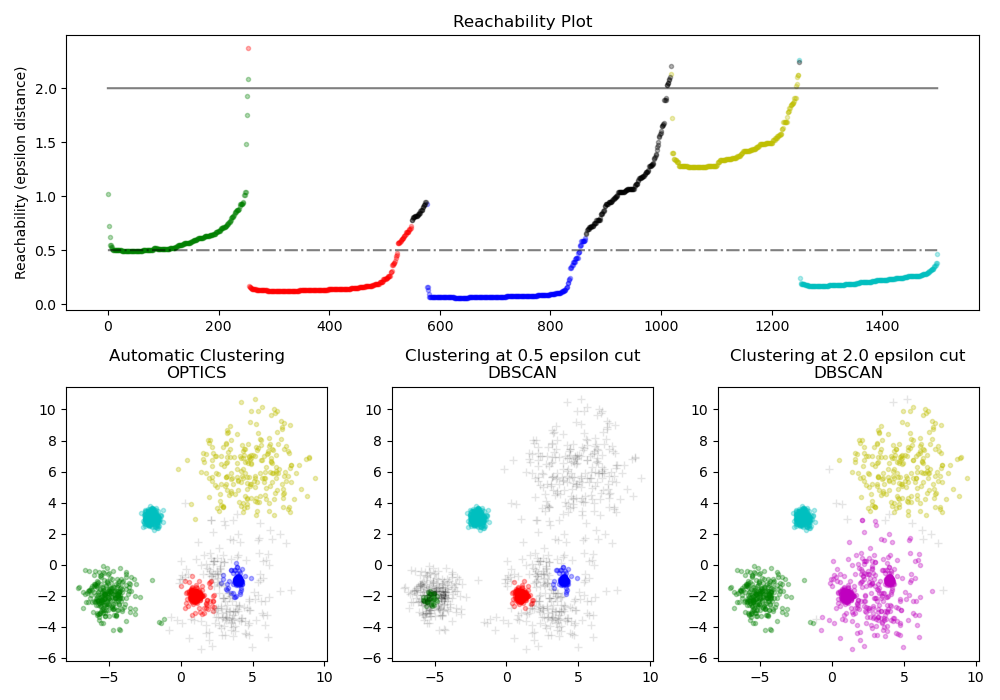 Reachability Plot
Reachability (epsilon distance)
2.0
1.5
1.0
0.5
0.0
0 200 400 600 800 1000 1200 1400
Automatic Clustering
OPTICS
Clustering at 0.5 epsilon cut
DBSCAN
Clustering at 2.0 epsilon cut
DBSCAN
10
8
6
4
2
0
−2
−4
−6
−5 0 5 10
10
8
6
4
2
0
−2
−4
−6
−5 0 5 10
10
8
6
4
2
0
−2
−4
−6
−5 0 5 10